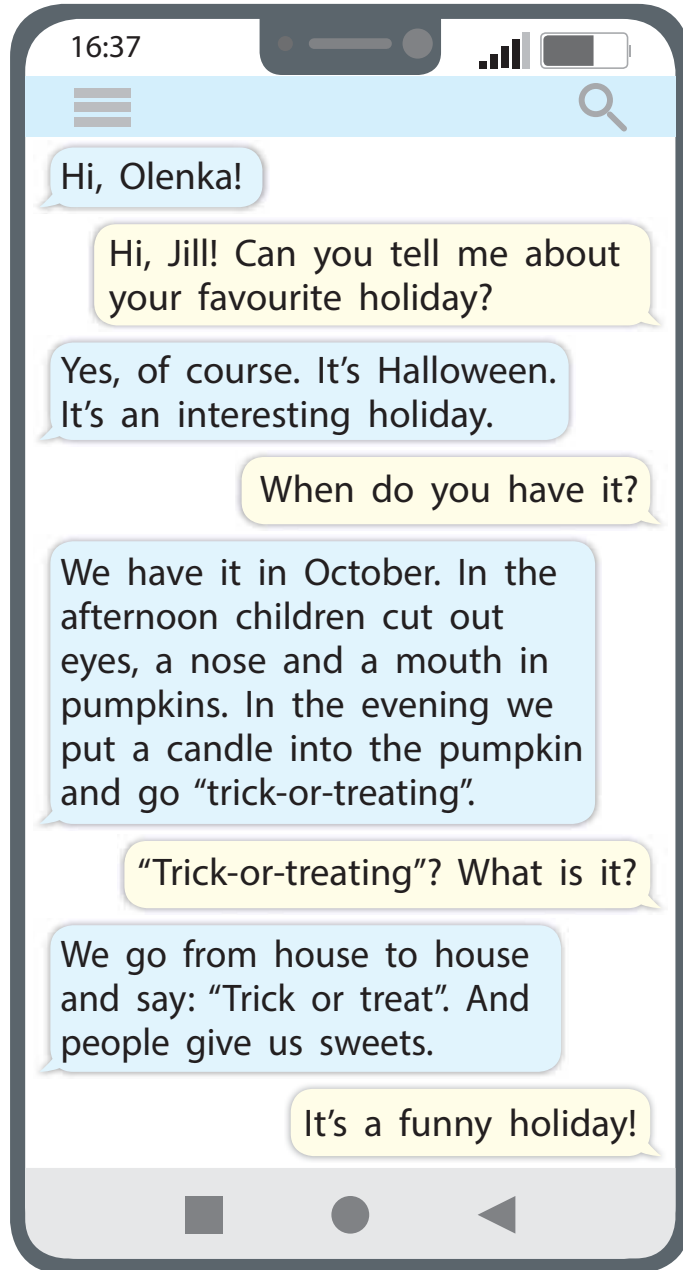 16:37
Hi, Olenka!
Hi, Jill! Can you tell me about
your favourite holiday?
Yes, of course. It’s Halloween.
It’s an interesting holiday.
When do you have it?
We have it in October. In the
afternoon children cut out
eyes, a nose and a mouth in
pumpkins. In the evening we
put a candle into the pumpkin
and go “trick-or-treating”.
“Trick-or-treating”? What is it?
We go from house to house
and say: “Trick or treat”. And
people give us sweets.
It’s a funny holiday!